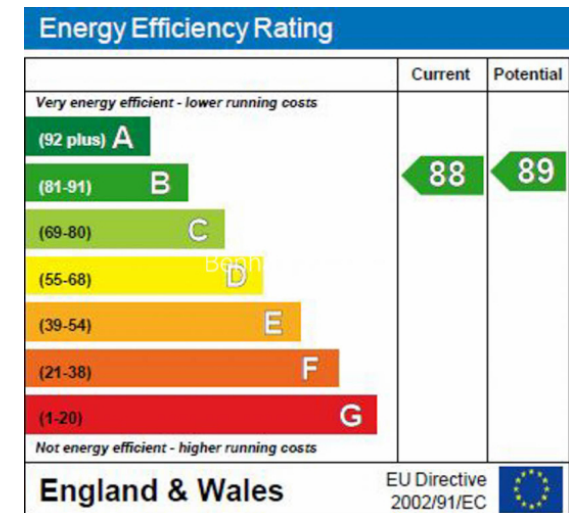 Energy Efficiency Rating
Current Potential
Very energy efficient - lower running costs
(92 plus) A
(81-91) B
88 89
(69-80) C
(55-68) D
(39-54) E
(21-38) F
(1-20) G
Not energy efficient - higher running costs
England & Wales
EU Directive
2002/91/EC